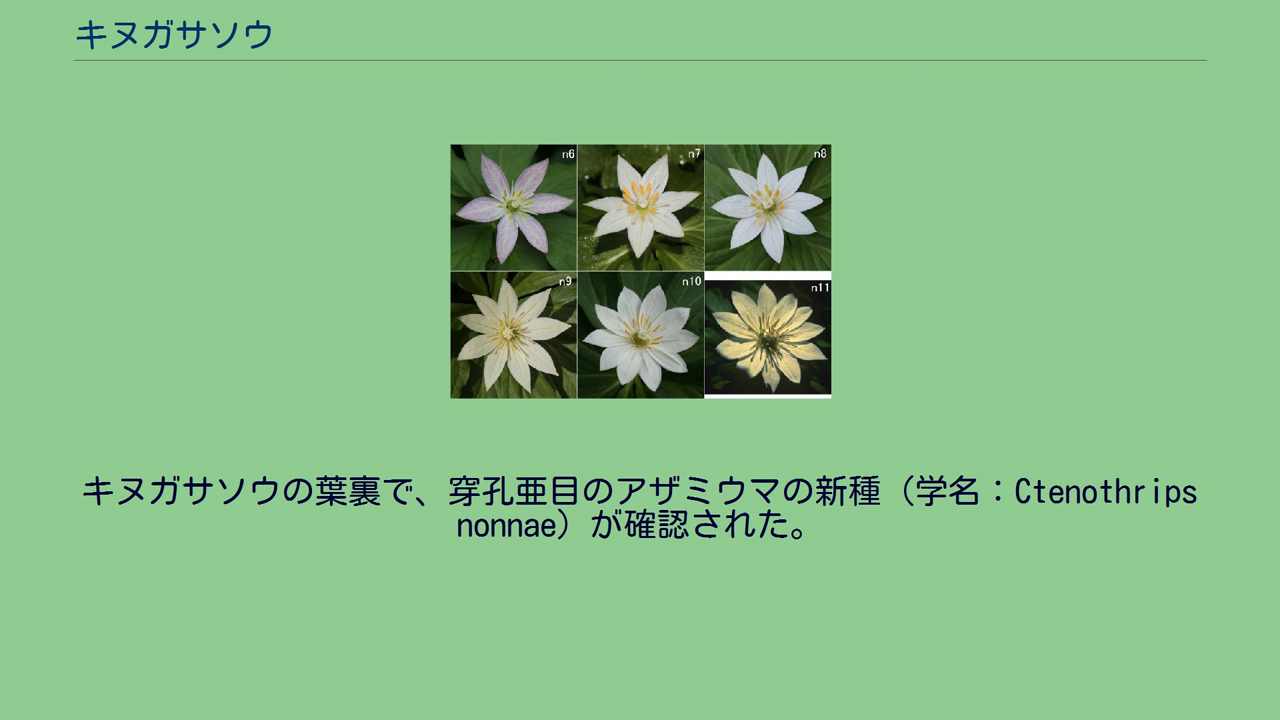 キヌガサソウ
n6
n7
n8
n9
n10
n11
キヌガサソウの葉裏で、穿孔亜目のアザミウマの新種（学名：Ctenothrips
nonnae）が確認された。